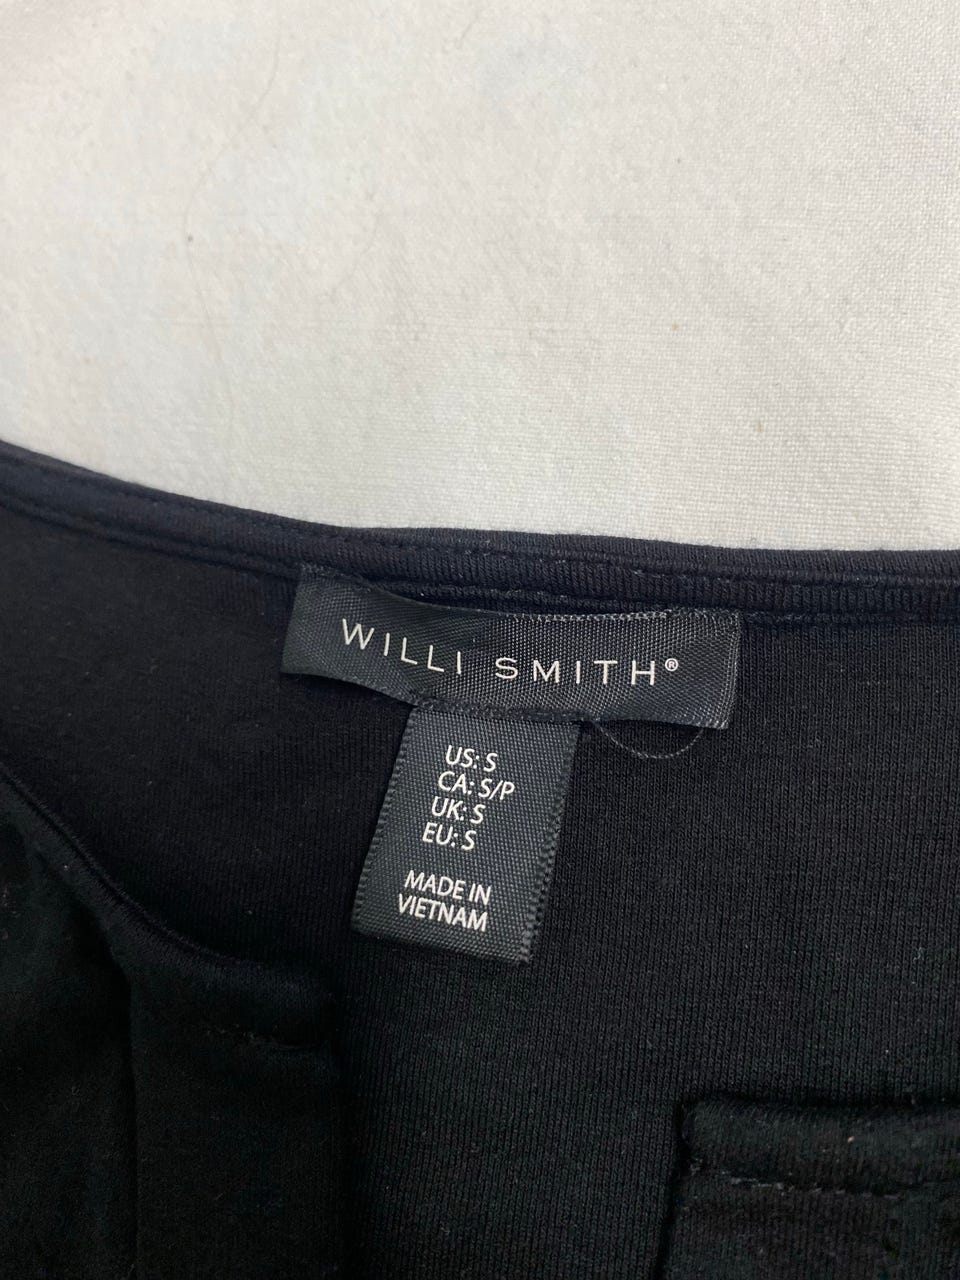 WILLI SMITH®
US: S
CA: S/P
UK: S
EU: S
MADE IN
VIETNAM